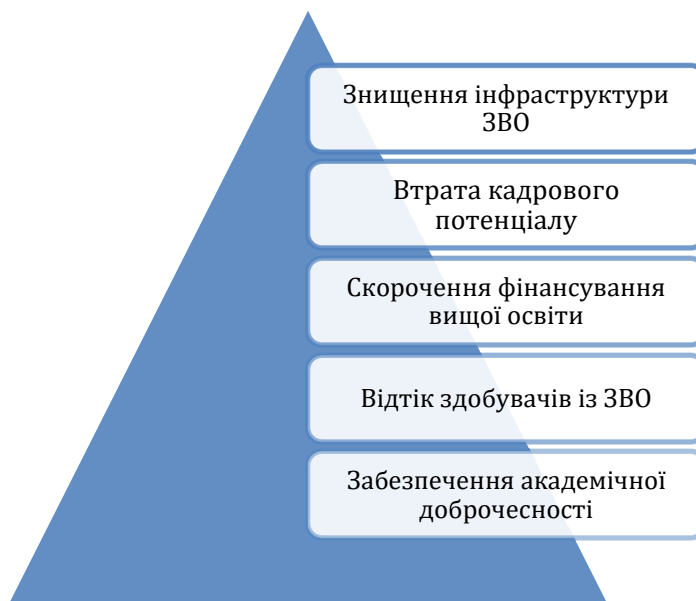 Знищення інфраструктури
ЗВО
Втрата кадрового
потенціалу
Скорочення фінансування
вищої освіти
Відтік здобувачів із ЗВО
Забезпечення академічної
доброчесності